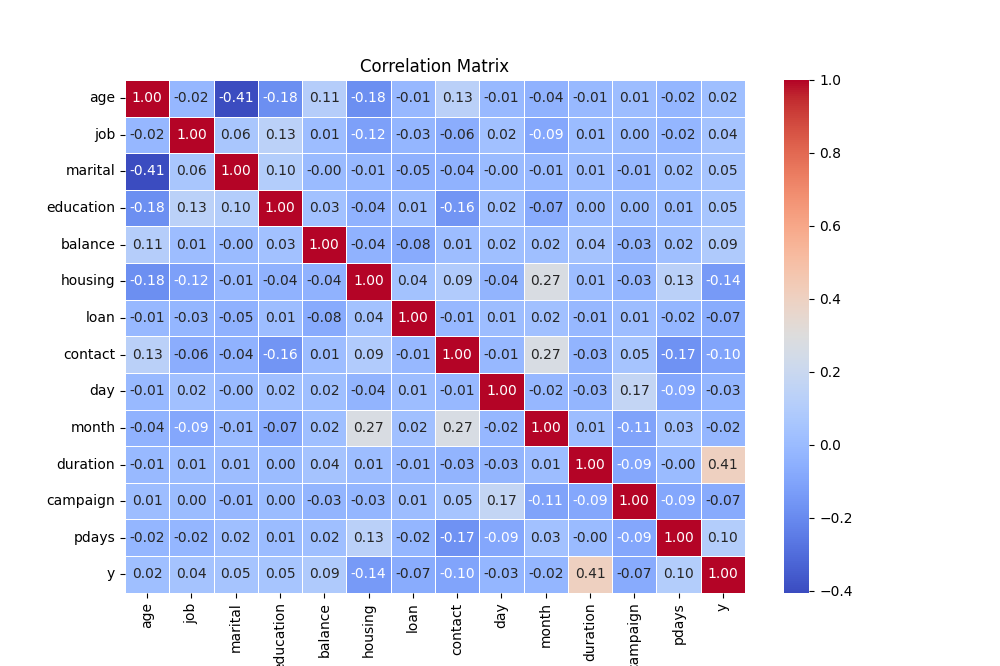 Correlation Matrix
age 1.00 -0.02 -0.41 -0.18 0.11 -0.18 -0.01 0.13 -0.01 -0.04 -0.01 0.01 -0.02 0.02
job -0.02 1.00 0.06 0.13 0.01 -0.12 -0.03 -0.06 0.02 -0.09 0.01 0.00 -0.02 0.04
marital -0.41 0.06 1.00 0.10 -0.00 -0.01 -0.05 -0.04 -0.00 -0.01 0.01 -0.01 0.02 0.05
education -0.18 0.13 0.10 1.00 0.03 -0.04 0.01 -0.16 0.02 -0.07 0.00 0.00 0.01 0.05
balance 0.11 0.01 -0.00 0.03 1.00 -0.04 -0.08 0.01 0.02 0.02 0.04 -0.03 0.02 0.09
housing -0.18 -0.12 -0.01 -0.04 -0.04 1.00 0.04 0.09 -0.04 0.27 0.01 -0.03 0.13 -0.14
loan -0.01 -0.03 -0.05 0.01 -0.08 0.04 1.00 -0.01 0.01 0.02 -0.01 0.01 -0.02 -0.07
contact 0.13 -0.06 -0.04 -0.16 0.01 0.09 -0.01 1.00 -0.01 0.27 -0.03 0.05 -0.17 -0.10
day -0.01 0.02 -0.00 0.02 0.02 -0.04 0.01 -0.01 1.00 -0.02 -0.03 0.17 -0.09 -0.03
month -0.04 -0.09 -0.01 -0.07 0.02 0.27 0.02 0.27 -0.02 1.00 0.01 -0.11 0.03 -0.02
duration -0.01 0.01 0.01 0.00 0.04 0.01 -0.01 -0.03 -0.03 0.01 1.00 -0.09 -0.00 0.41
campaign 0.01 0.00 -0.01 0.00 -0.03 -0.03 0.01 0.05 0.17 -0.11 -0.09 1.00 -0.09 -0.07
pdays -0.02 -0.02 0.02 0.01 0.02 0.13 -0.02 -0.17 -0.09 0.03 -0.00 -0.09 1.00 0.10
y 0.02 0.04 0.05 0.05 0.09 -0.14 -0.07 -0.10 -0.03 -0.02 0.41 -0.07 0.10 1.00
age job marital education balance housing loan contact day month duration ampaign pdays y
1.0
0.8
0.6
0.4
0.2
0.0
−0.2
−0.4